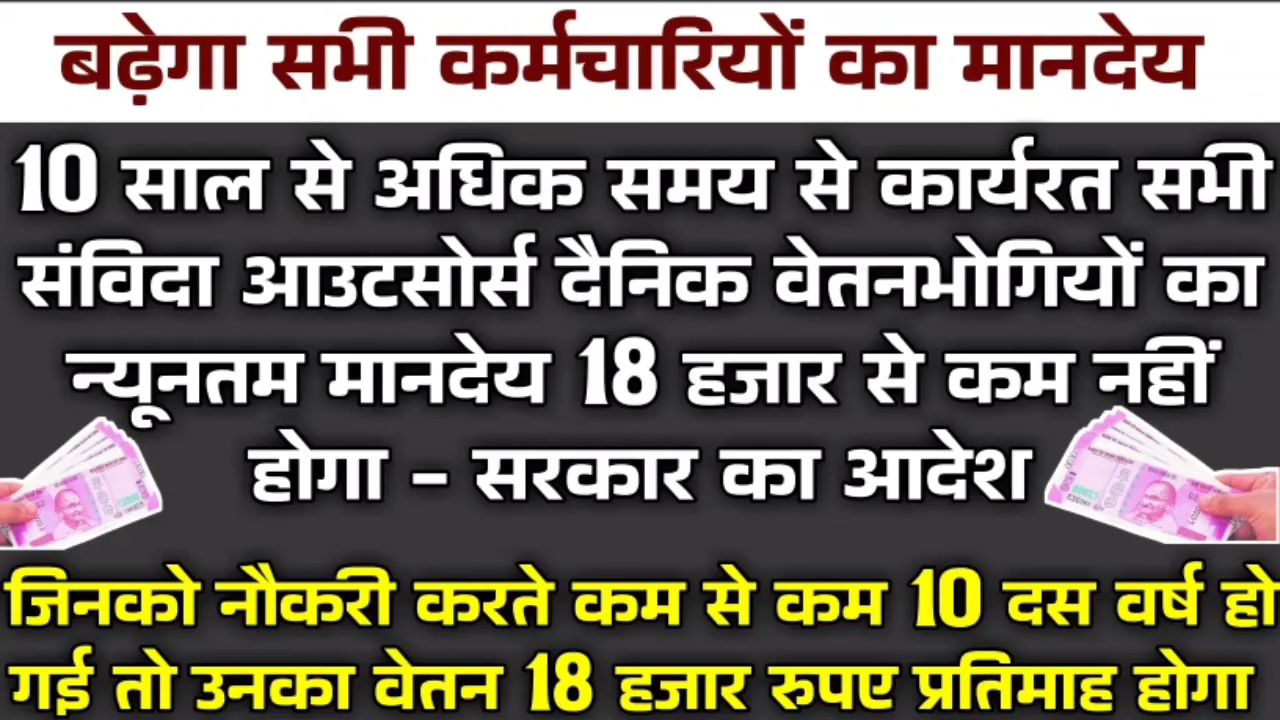 बढ़ेगा सभी कर्मचारियों का मानदेय
10 साल से अधिक समय से कार्यरत सभी
संविदा आउटसोर्स दैनिक वेतनभोगियों का
न्यूनतम मानदेय 18 हजार से कम नहीं
होगा - सरकार का आदेश
जिनको नौकरी करते कम से कम 10 दस वर्ष हो
गई तो उनका वेतन 18 हजार रुपए प्रतिमाह होगा